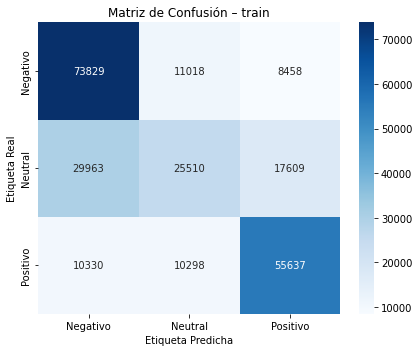 Matriz de Confusión – train
Etiqueta Real
Negativo
73829 11018 8458
Neutral
29963 25510 17609
Positivo
10330 10298 55637
Negativo Neutral Positivo
Etiqueta Predicha
70000
60000
50000
40000
30000
20000
10000